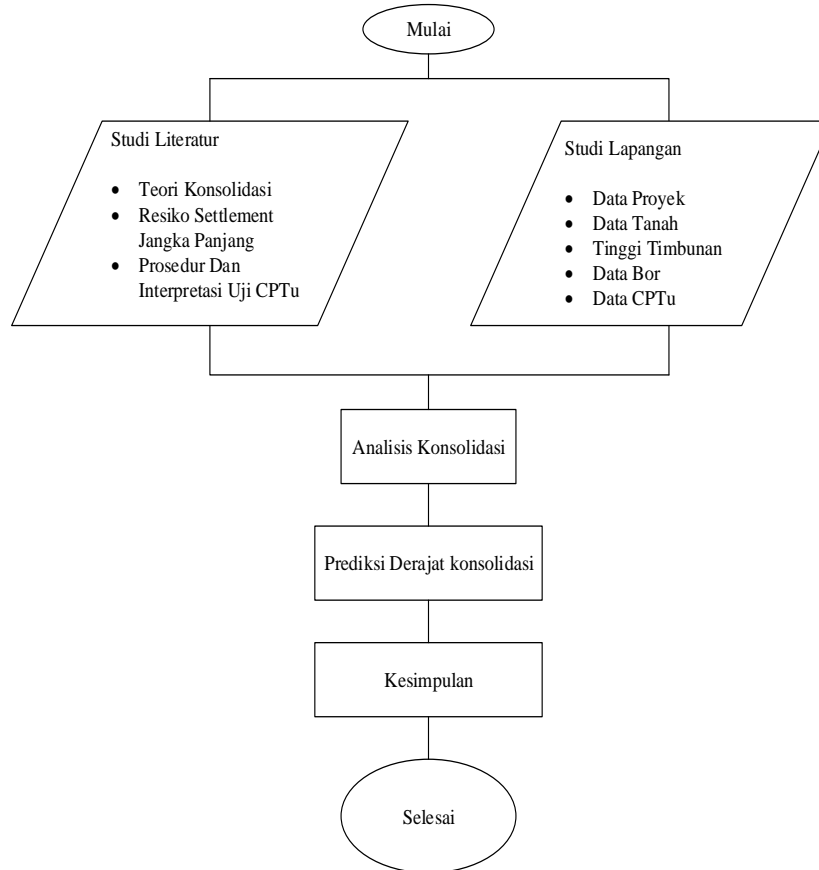 Mulai
Studi Literatur
• Teori Konsolidasi
• Resiko Settlement
Jangka Panjang
• Prosedur Dan
Interpretasi Uji CPTu
Studi Lapangan
• Data Proyek
• Data Tanah
• Tinggi Timbunan
• Data Bor
• Data CPTu
Analisis Konsolidasi
Prediksi Derajat konsolidasi
Kesimpulan
Selesai